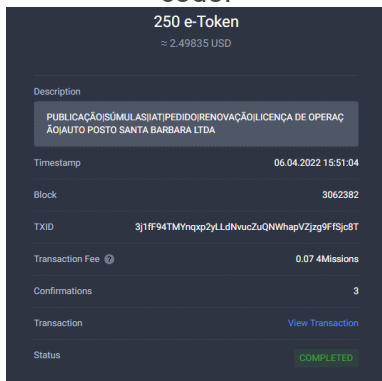 250 e-Token
≈ 2.49835 USD
Description
PUBLICAÇÃO|SÚMULAS|IAT|PEDIDO|RENOVAÇÃO|LICENÇA DE OPERAÇ
ÃO|AUTO POSTO SANTA BARBARA LTDA
Timestamp 06.04.2022 15:51:04
Block 3062382
TXID 3j1fF94TMYnqxp2yLLdNvucZuQNWhapVZjzg9FfSjc8T
Transaction Fee ? 0.07 4Missions
Confirmations 3
Transaction View Transaction
Status COMPLETED